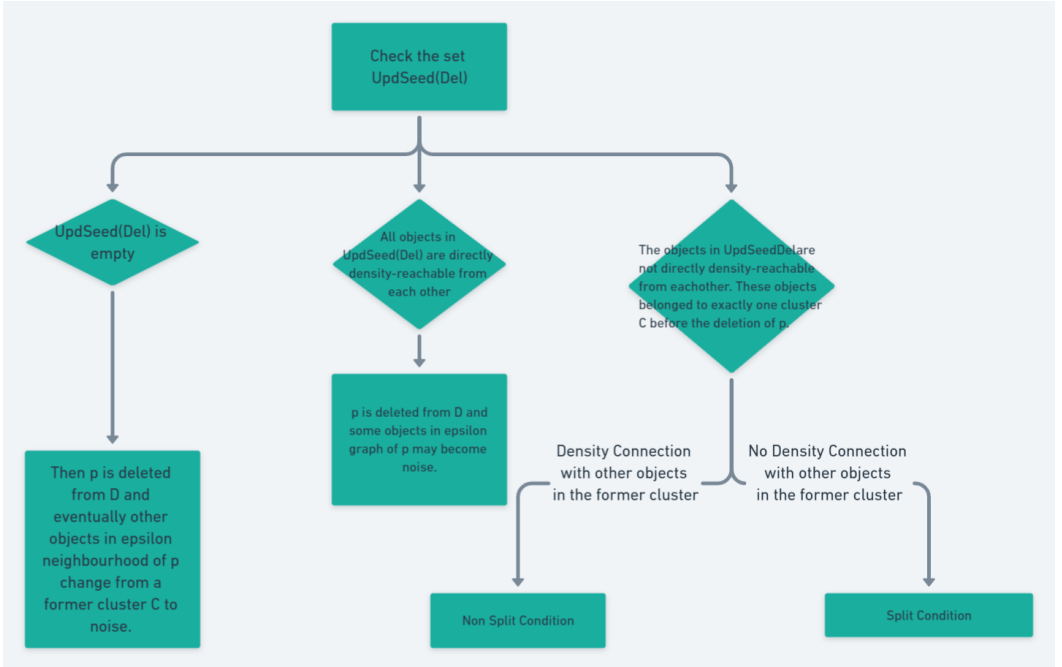 Check the set
UpdSeed(Del)
UpdSeed(Del) is
empty
All objects in
UpdSeed(Del) are directly
density-reachable from
each other
The objects in UpdSeedDelare
not directly density-reachable
from eachother. These objects
belonged to exactly one cluster
C before the deletion of p.
p is deleted from D and
some objects in epsilon
graph of p may become
noise.
Then p is deleted
from D and
eventually other
objects in epsilon
neighbourhood of p
change from a
former cluster C to
noise.
Density Connection
with other objects
in the former cluster
No Density Connection
with other objects
in the former cluster
Non Split Condition
Split Condition